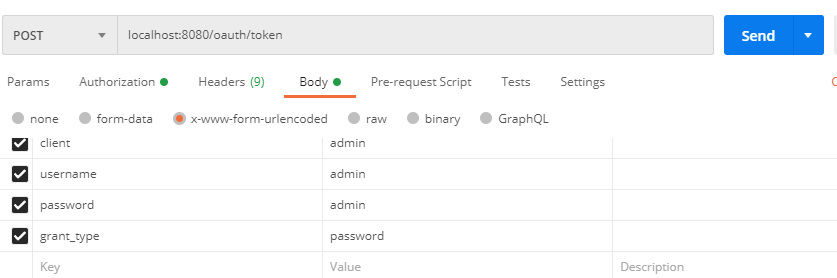 POST localhost:8080/oauth/token Send
Params Authorization Headers (9) Body Pre-request Script Tests Settings
none form-data x-www-form-urlencoded raw binary GraphQL
client admin
username admin
password admin
grant_type password
Key Value Description